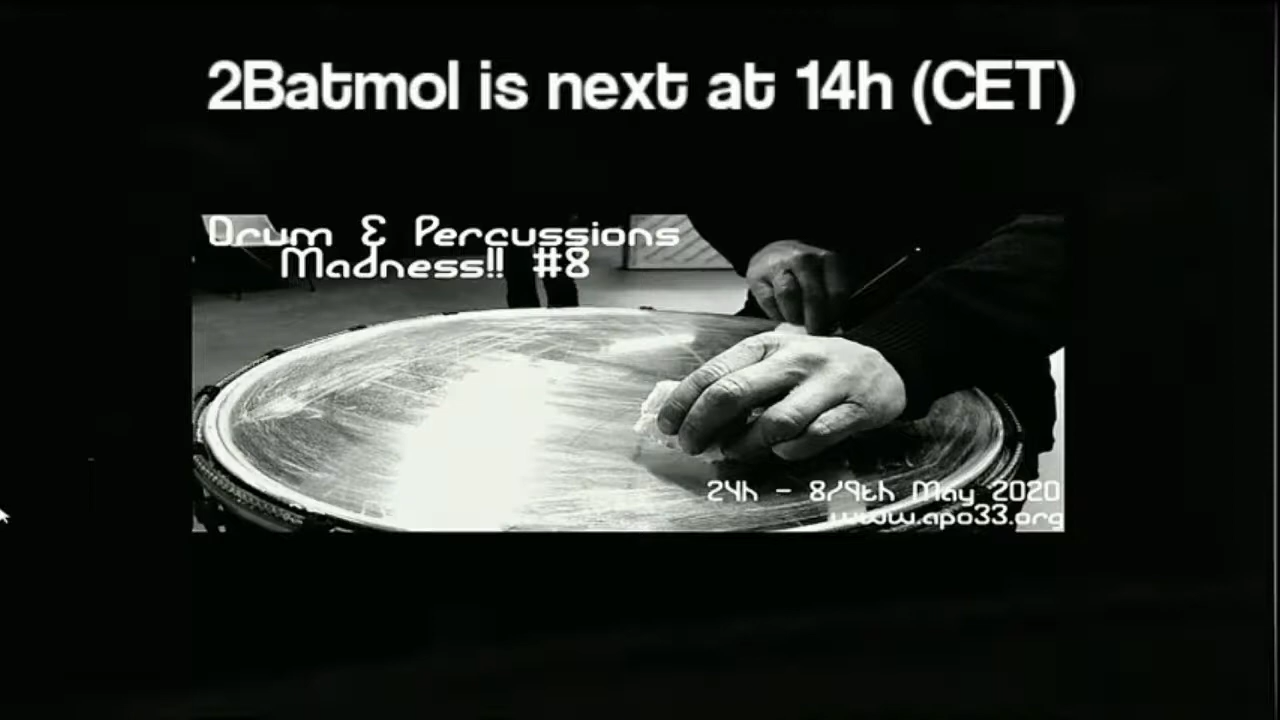 2Batmol is next at 14h (CET)
Drum & Percussions
Madness!! #8
24h - 8/9th May 2020
www.apo33.org